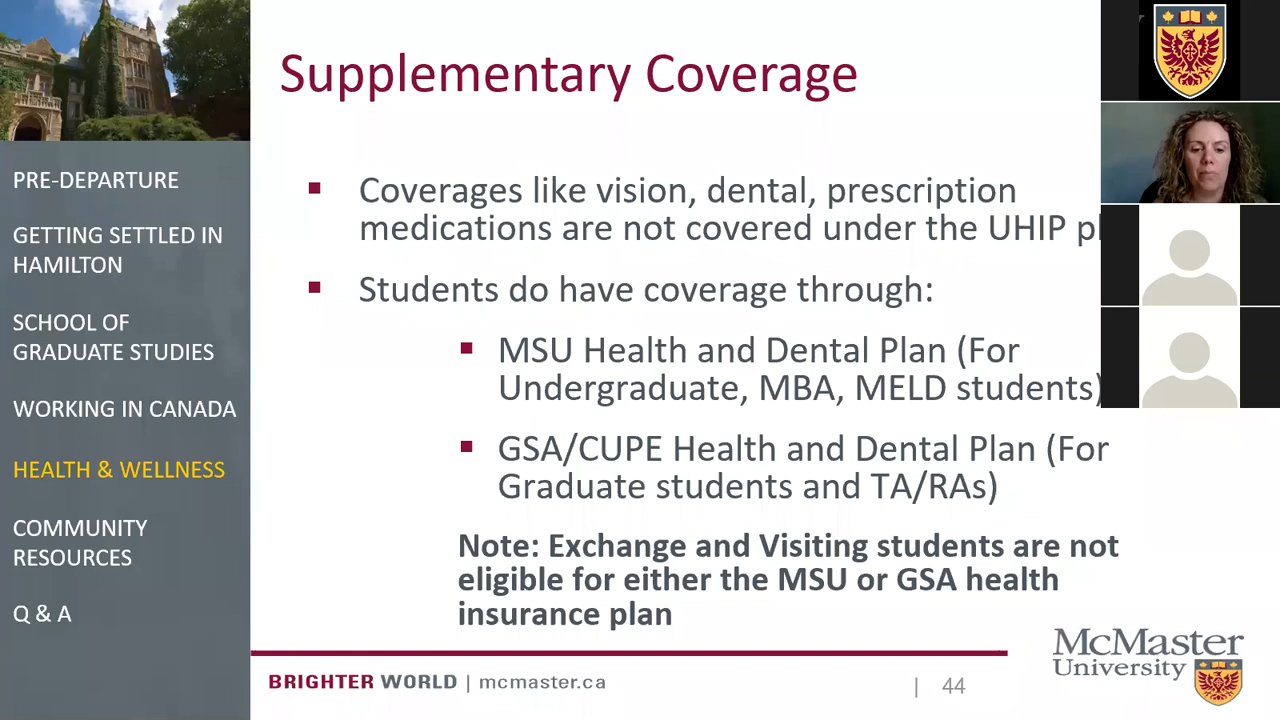 Supplementary Coverage
PRE-DEPARTURE
GETTING SETTLED IN
HAMILTON
SCHOOL OF
GRADUATE STUDIES
WORKING IN CANADA
HEALTH & WELLNESS
COMMUNITY
RESOURCES
Q & A
Coverages like vision, dental, prescription
medications are not covered under the UHIP
Students do have coverage through:
MSU Health and Dental Plan (For
Undergraduate, MBA, MELD students)
GSA/CUPE Health and Dental Plan (For
Graduate students and TA/RAs)
Note: Exchange and Visiting students are not
eligible for either the MSU or GSA health
insurance plan
BRIGHTER WORLD | mcmaster.ca
| 44
McMaster
University